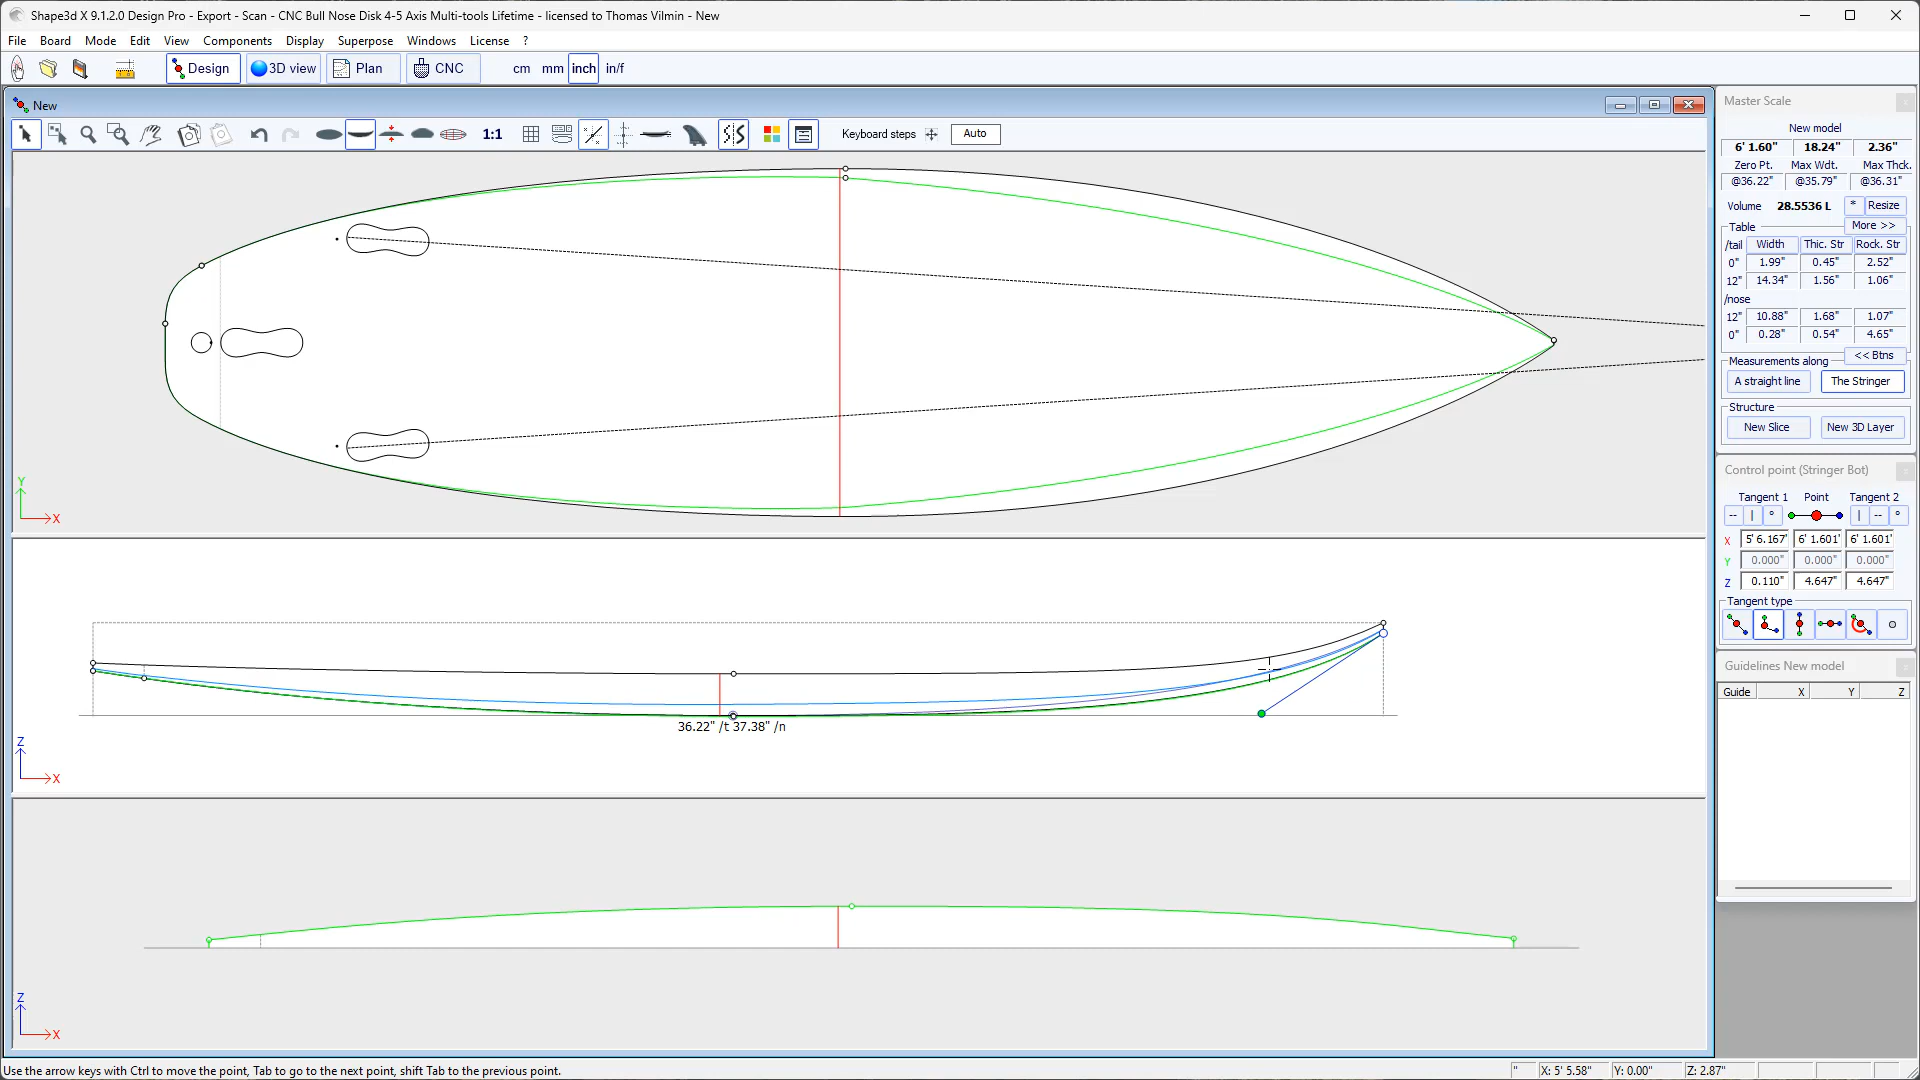 Shape3d X 9.1.2.0 Design Pro - Export - Scan - CNC Bull Nose Disk 4-5 Axis Multi-tools Lifetime - licensed to Thomas Vilmin - New
File Board Mode Edit View Components Display Superpose Windows License ?
Design 3D view Plan CNC cm mm inch in/f
New
1:1 Keyboard steps Auto
Y
X
36.22" /t 37.38" /n
Z
X
Z
X
Master Scale
New model
6' 1.60" 18.24" 2.36"
Zero Pt. Max Wdt. Max Thck.
@36.22" @35.79" @36.31"
Volume 28.5536 L * Resize
Table More >>
/tail Width Thic. Str Rock. Str
0" 1.99" 0.45" 2.52"
12" 14.34" 1.56" 1.06"
/nose
12" 10.88" 1.68" 1.07"
0" 0.28" 0.54" 4.65"
Measurements along << Btns
A straight line The Stringer
Structure
New Slice New 3D Layer
Control point (Stringer Bot)
Tangent 1 Point Tangent 2
-- | ° | -- °
X 5' 6.167' 6' 1.601' 6' 1.601'
Y 0.000" 0.000" 0.000"
Z 0.110" 4.647" 4.647"
Tangent type
Guidelines New model
Guide X Y Z
Use the arrow keys with Ctrl to move the point, Tab to go to the next point, shift Tab to the previous point.
" X: 5' 5.58" Y: 0.00" Z: 2.87"